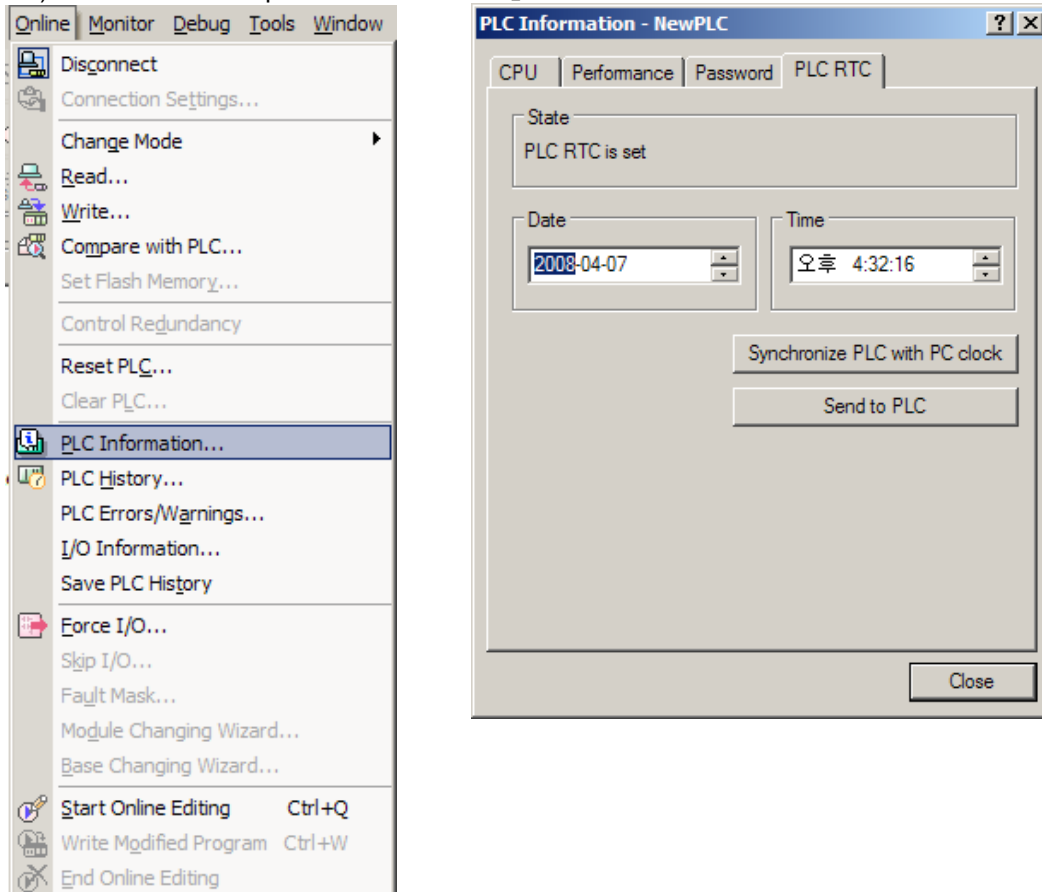 Online Monitor Debug Tools Window
Disconnect
Connection Settings...
Change Mode
Read...
Write...
Compare with PLC...
Set Flash Memory...
Control Redundancy
Reset PLC...
Clear PLC...
PLC Information...
PLC History...
PLC Errors/Warnings...
I/O Information...
Save PLC History
Force I/O...
Skip I/O...
Fault Mask...
Module Changing Wizard...
Base Changing Wizard...
Start Online Editing Ctrl+Q
Write Modified Program Ctrl+W
End Online Editing
PLC Information - NewPLC
CPU Performance Password PLC RTC
State
PLC RTC is set
Date Time
2008-04-07 오후 4:32:16
Synchronize PLC with PC clock
Send to PLC
Close